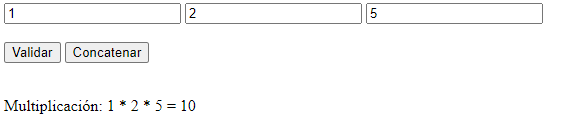 1 2 5
Validar Concatenar
Multiplicación: 1 * 2 * 5 = 10